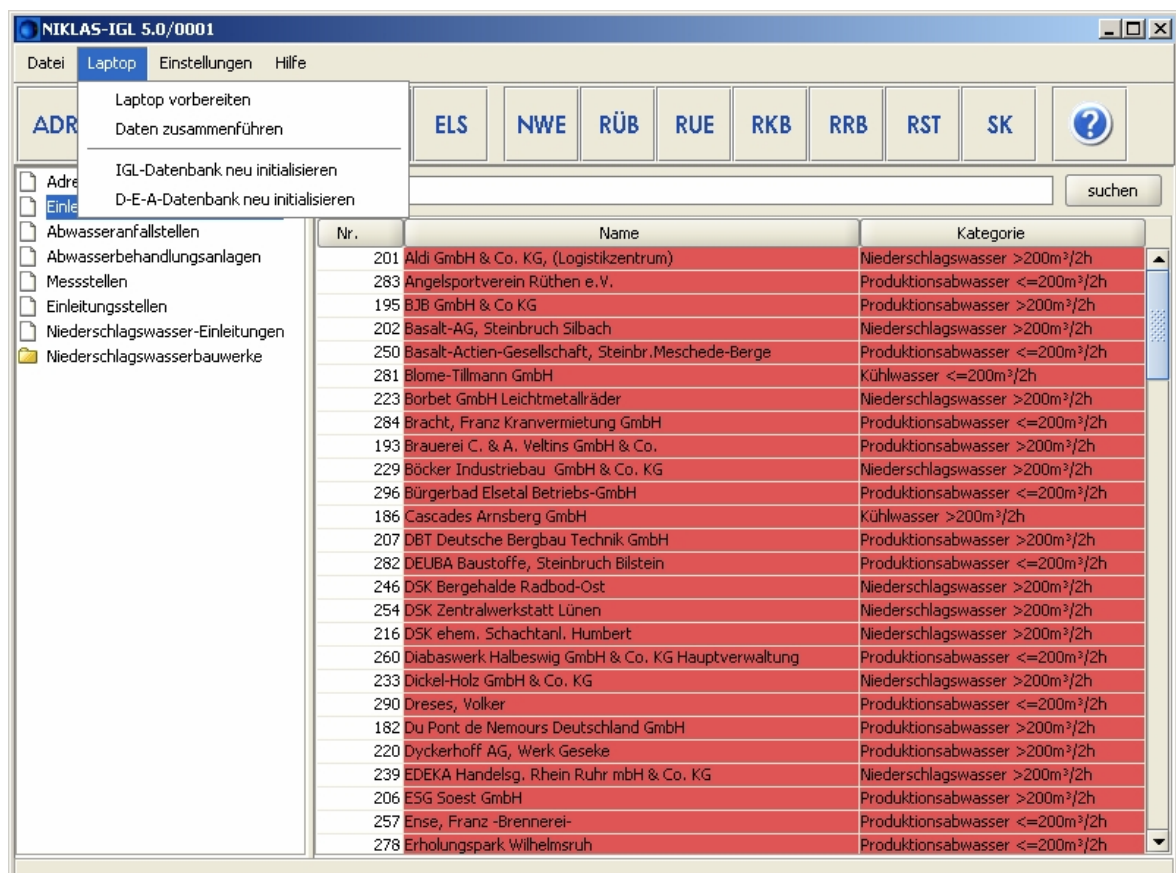 NIKLAS-IGL 5.0/0001
Datei Laptop Einstellungen Hilfe
Laptop vorbereiten
Daten zusammenführen
IGL-Datenbank neu initialisieren
D-E-A-Datenbank neu initialisieren
ADR ELS NWE RÜB RUE RKB RRB RST SK ?
Adre
Einle
Abwasseranfallstellen
Abwasserbehandlungsanlagen
Messstellen
Einleitungsstellen
Niederschlagswasser-Einleitungen
Niederschlagswasserbauwerke
suchen
Nr. Name Kategorie
201 Aldi GmbH & Co. KG, (Logistikzentrum) Niederschlagswasser >200m³/2h
283 Angelsportverein Rüthen e.V. Produktionsabwasser <=200m³/2h
195 BJB GmbH & Co KG Produktionsabwasser >200m³/2h
202 Basalt-AG, Steinbruch Silbach Niederschlagswasser >200m³/2h
250 Basalt-Actien-Gesellschaft, Steinbr.Meschede-Berge Produktionsabwasser <=200m³/2h
281 Blome-Tillmann GmbH Kühlwasser <=200m³/2h
223 Borbet GmbH Leichtmetallräder Niederschlagswasser >200m³/2h
284 Bracht, Franz Kranvermietung GmbH Produktionsabwasser <=200m³/2h
193 Brauerei C. & A. Veltins GmbH & Co. Produktionsabwasser >200m³/2h
229 Böcker Industriebau GmbH & Co. KG Niederschlagswasser >200m³/2h
296 Bürgerbad Elsetal Betriebs-GmbH Produktionsabwasser <=200m³/2h
186 Cascades Arnsberg GmbH Kühlwasser >200m³/2h
207 DBT Deutsche Bergbau Technik GmbH Produktionsabwasser >200m³/2h
282 DEUBA Baustoffe, Steinbruch Bilstein Produktionsabwasser <=200m³/2h
246 DSK Bergehalde Radbod-Ost Niederschlagswasser >200m³/2h
254 DSK Zentralwerkstatt Lünen Niederschlagswasser >200m³/2h
216 DSK ehem. Schachtanl. Humbert Niederschlagswasser >200m³/2h
260 Diabaswerk Halbeswig GmbH & Co. KG Hauptverwaltung Produktionsabwasser <=200m³/2h
233 Dickel-Holz GmbH & Co. KG Niederschlagswasser >200m³/2h
290 Dreses, Volker Produktionsabwasser <=200m³/2h
182 Du Pont de Nemours Deutschland GmbH Produktionsabwasser >200m³/2h
220 Dyckerhoff AG, Werk Geseke Produktionsabwasser >200m³/2h
239 EDEKA Handelsg. Rhein Ruhr mbH & Co. KG Niederschlagswasser >200m³/2h
206 ESG Soest GmbH Produktionsabwasser >200m³/2h
257 Ense, Franz -Brennerei- Produktionsabwasser <=200m³/2h
278 Erholungspark Wilhelmsruh Produktionsabwasser <=200m³/2h